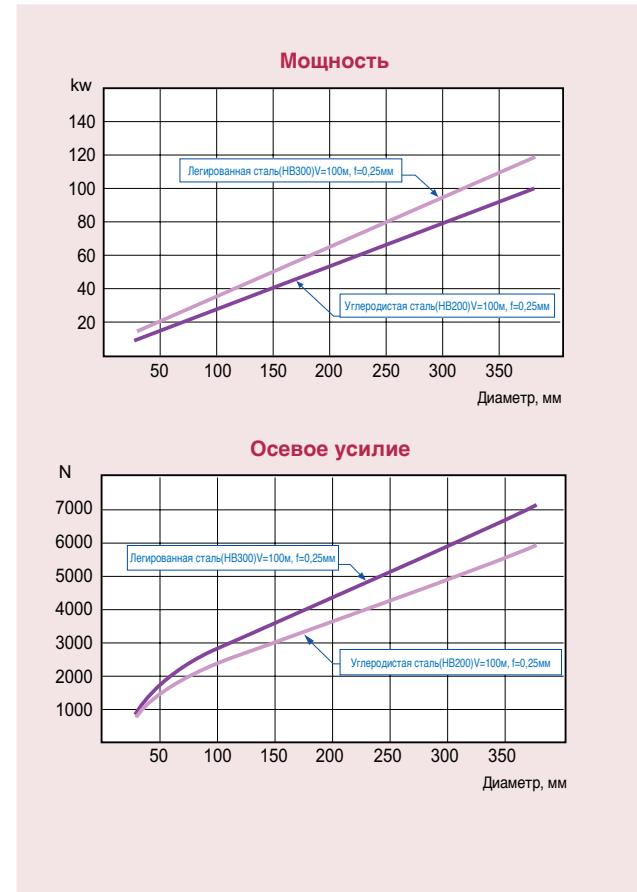 Мощность
kw
140
120
100
80
60
40
20
Легированная сталь(HB300)V=100м, f=0,25мм
Углеродистая сталь(HB200)V=100м, f=0,25мм
50 100 150 200 250 300 350
Диаметр, мм
Осевое усилие
N
7000
6000
5000
4000
3000
2000
1000
Легированная сталь(HB300)V=100м, f=0,25мм
Углеродистая сталь(HB200)V=100м, f=0,25мм
50 100 150 200 250 300 350
Диаметр, мм